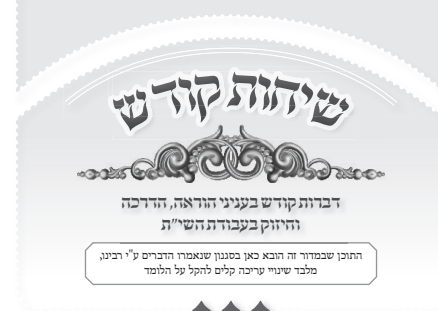 שיחות קודש
דברות קודש בעניני הוראה, הדרכה
וחיזוק בעבודת השי״ת
התוכן שבמדור זה הובא כאן בסגנון שנאמרו הדברים ע"י רבינו,
מלבד שינויי עריכה קלים להקל על הלומד